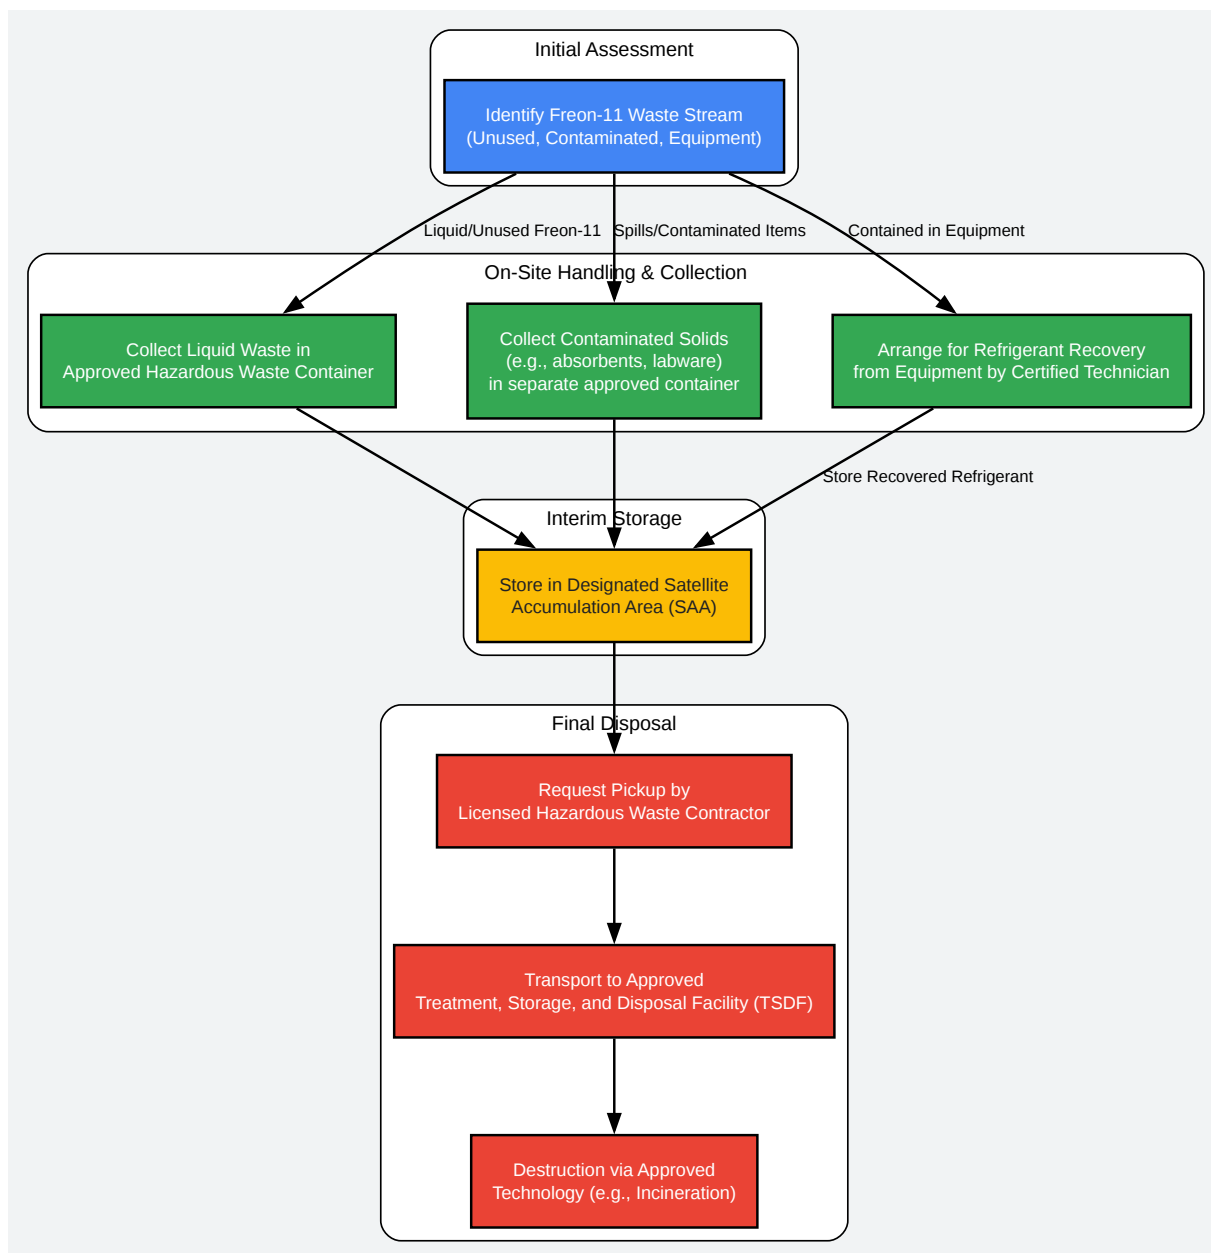 Initial Assessment
Identify Freon-11 Waste Stream
(Unused, Contaminated, Equipment)
Liquid/Unused Freon-11
Spills/Contaminated Items
Contained in Equipment
On-Site Handling & Collection
Collect Liquid Waste in
Approved Hazardous Waste Container
Collect Contaminated Solids
(e.g., absorbents, labware)
in separate approved container
Arrange for Refrigerant Recovery
from Equipment by Certified Technician
Store Recovered Refrigerant
Interim Storage
Store in Designated Satellite
Accumulation Area (SAA)
Final Disposal
Request Pickup by
Licensed Hazardous Waste Contractor
Transport to Approved
Treatment, Storage, and Disposal Facility (TSDF)
Destruction via Approved
Technology (e.g., Incineration)